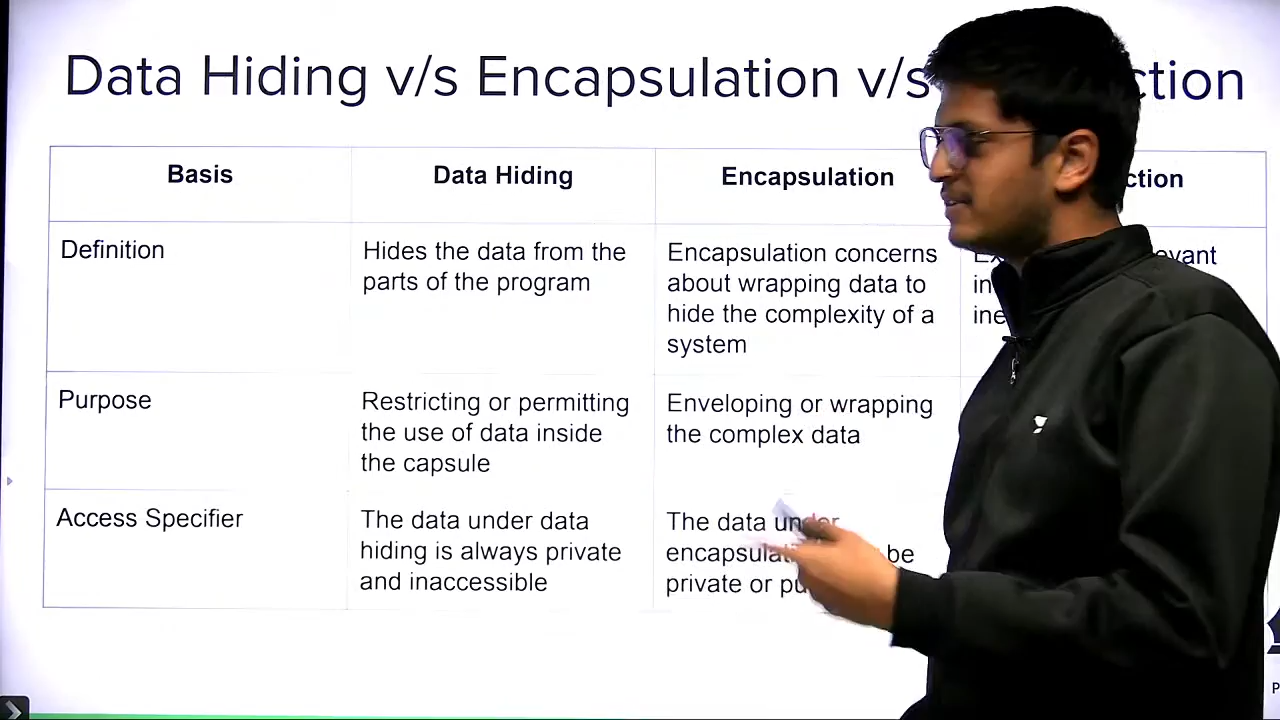 Data Hiding v/s Encapsulation v/s ction
Basis
Data Hiding
Encapsulation
ction
Definition
Hides the data from the
parts of the program
Encapsulation concerns
about wrapping data to
hide the complexity of a
system
Purpose
Restricting or permitting
the use of data inside
the capsule
Enveloping or wrapping
the complex data
Access Specifier
The data under data
hiding is always private
and inaccessible
The data under
be
private or